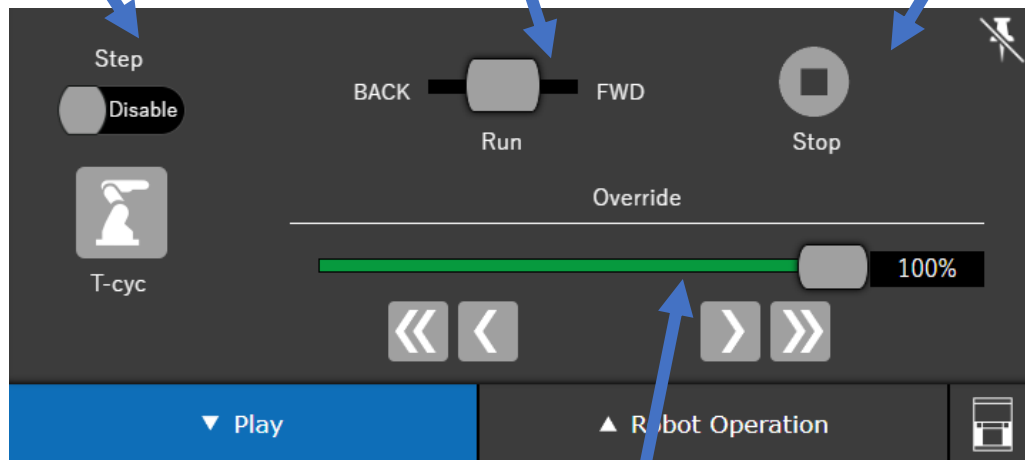 Step
Disable
T-cyc
BACK
FWD
Run
Stop
Override
100%
▼ Play
▲ Robot Operation